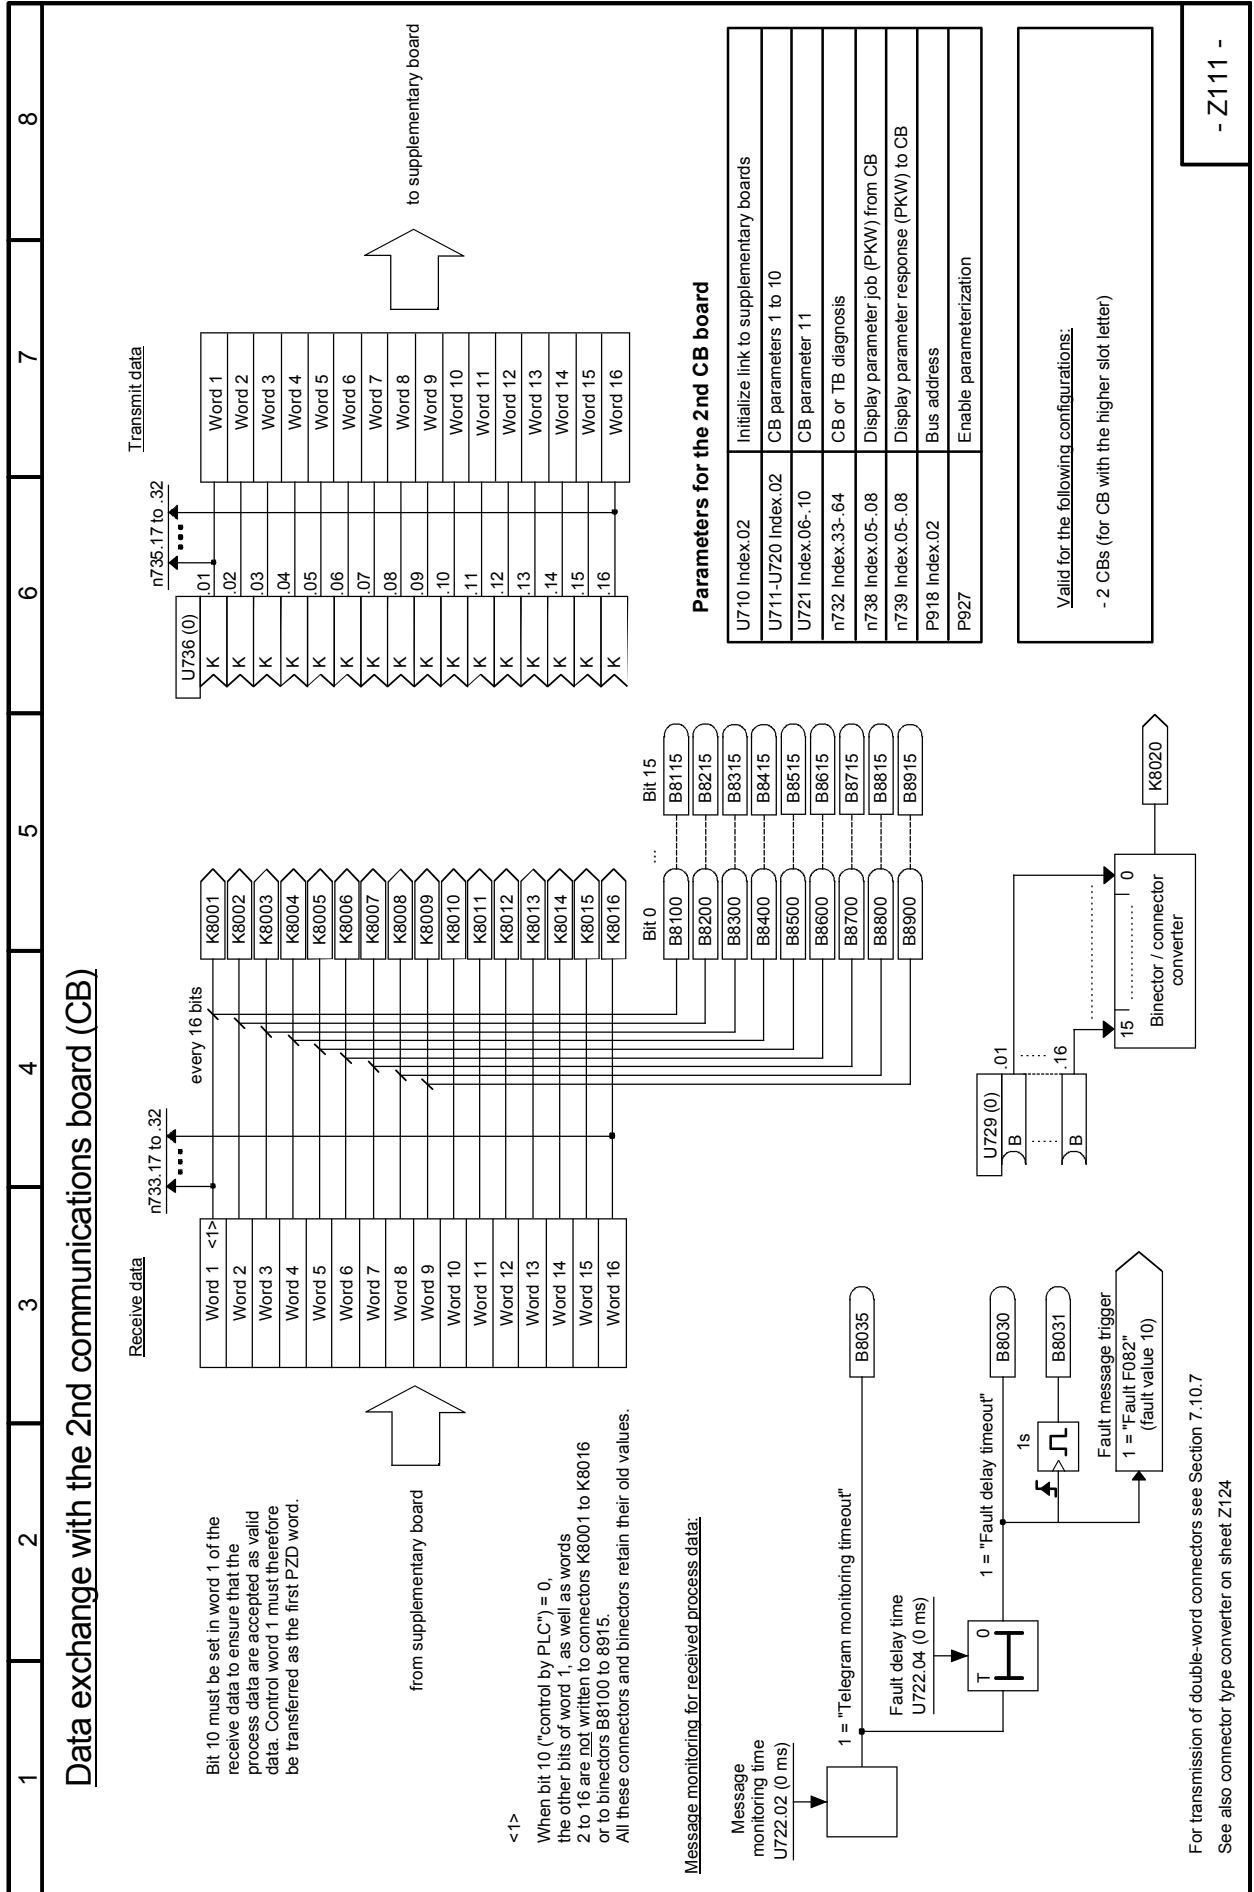 1
2
3
4
5
6
7
8
Data exchange with the 2nd communications board (CB)
Bit 10 must be set in word 1 of the
receive data to ensure that the
process data are accepted as valid
data. Control word 1 must therefore
be transferred as the first PZD word.
from supplementary board
<1>
When bit 10 ("control by PLC") = 0,
the other bits of word 1, as well as words
2 to 16 are not written to connectors K8001 to K8016
or to binectors B8100 to 8915.
All these connectors and binectors retain their old values.
Receive data
n733.17 to .32
every 16 bits
Word 1 <1>
Word 2
Word 3
Word 4
Word 5
Word 6
Word 7
Word 8
Word 9
Word 10
Word 11
Word 12
Word 13
Word 14
Word 15
Word 16
K8001
K8002
K8003
K8004
K8005
K8006
K8007
K8008
K8009
K8010
K8011
K8012
K8013
K8014
K8015
K8016
Bit 0 ... Bit 15
B8100 B8115
B8200 B8215
B8300 B8315
B8400 B8415
B8500 B8515
B8600 B8615
B8700 B8715
B8800 B8815
B8900 B8915
Transmit data
n735.17 to .32
U736 (0)
K .01 Word 1
K .02 Word 2
K .03 Word 3
K .04 Word 4
K .05 Word 5
K .06 Word 6
K .07 Word 7
K .08 Word 8
K .09 Word 9
K .10 Word 10
K .11 Word 11
K .12 Word 12
K .13 Word 13
K .14 Word 14
K .15 Word 15
K .16 Word 16
to supplementary board
Message monitoring for received process data:
Message
monitoring time
U722.02 (0 ms)
1 = "Telegram monitoring timeout"
B8035
Fault delay time
U722.04 (0 ms)
T 0
1 = "Fault delay timeout"
B8030
1s
B8031
Fault message trigger
1 = "Fault F082"
(fault value 10)
U729 (0)
B .01
..... .....
B .16
15 ........... 0
Binector / connector
converter
K8020
Parameters for the 2nd CB board
U710 Index.02 Initialize link to supplementary boards
U711-U720 Index.02 CB parameters 1 to 10
U721 Index.06-.10 CB parameter 11
n732 Index.33-.64 CB or TB diagnosis
n738 Index.05-.08 Display parameter job (PKW) from CB
n739 Index.05-.08 Display parameter response (PKW) to CB
P918 Index.02 Bus address
P927 Enable parameterization
Valid for the following configurations:
- 2 CBs (for CB with the higher slot letter)
For transmission of double-word connectors see Section 7.10.7
See also connector type converter on sheet Z124
- Z111 -